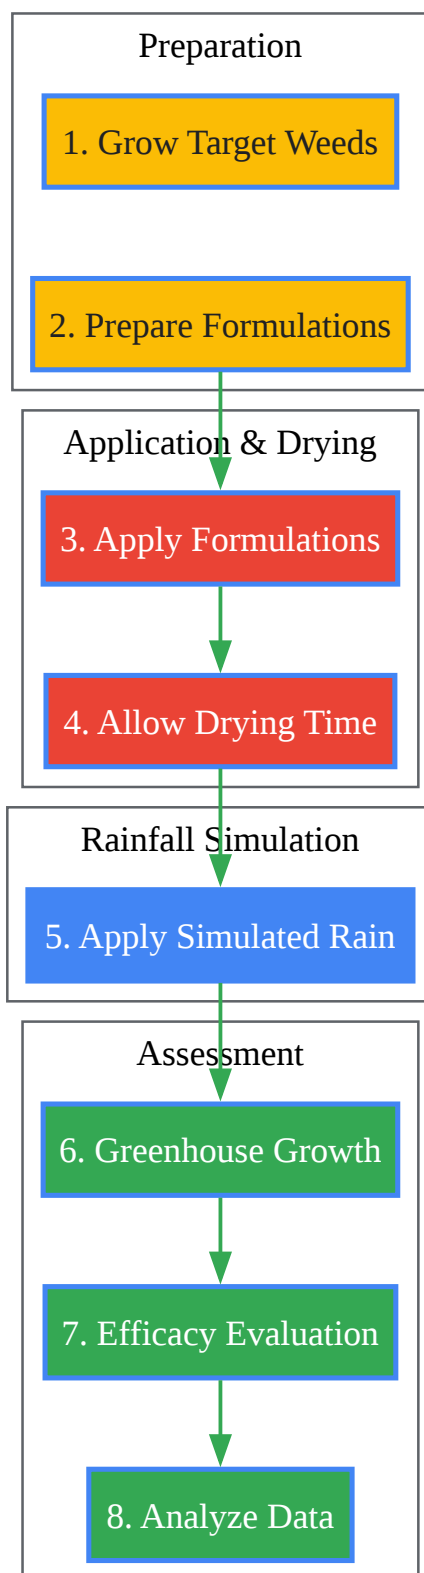 Preparation
1. Grow Target Weeds
2. Prepare Formulations
Application & Drying
3. Apply Formulations
4. Allow Drying Time
Rainfall Simulation
5. Apply Simulated Rain
Assessment
6. Greenhouse Growth
7. Efficacy Evaluation
8. Analyze Data